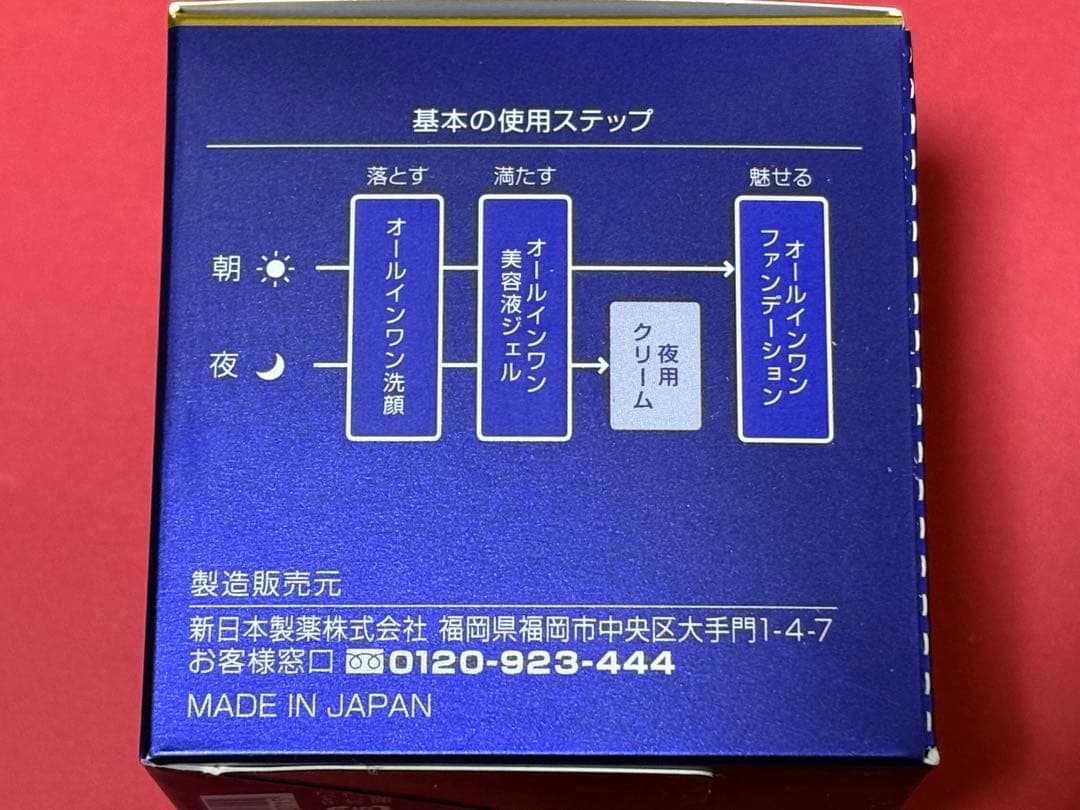 基本の使用ステップ
落とす
満たす
魅せる
朝
夜
オールインワン洗顔
オールインワン
美容液ジェル
夜用
クリーム
オールインワン
ファンデーション
製造販売元
新日本製薬株式会社 福岡県福岡市中央区大手門1-4-7
お客様窓口 0120-923-444
MADE IN JAPAN